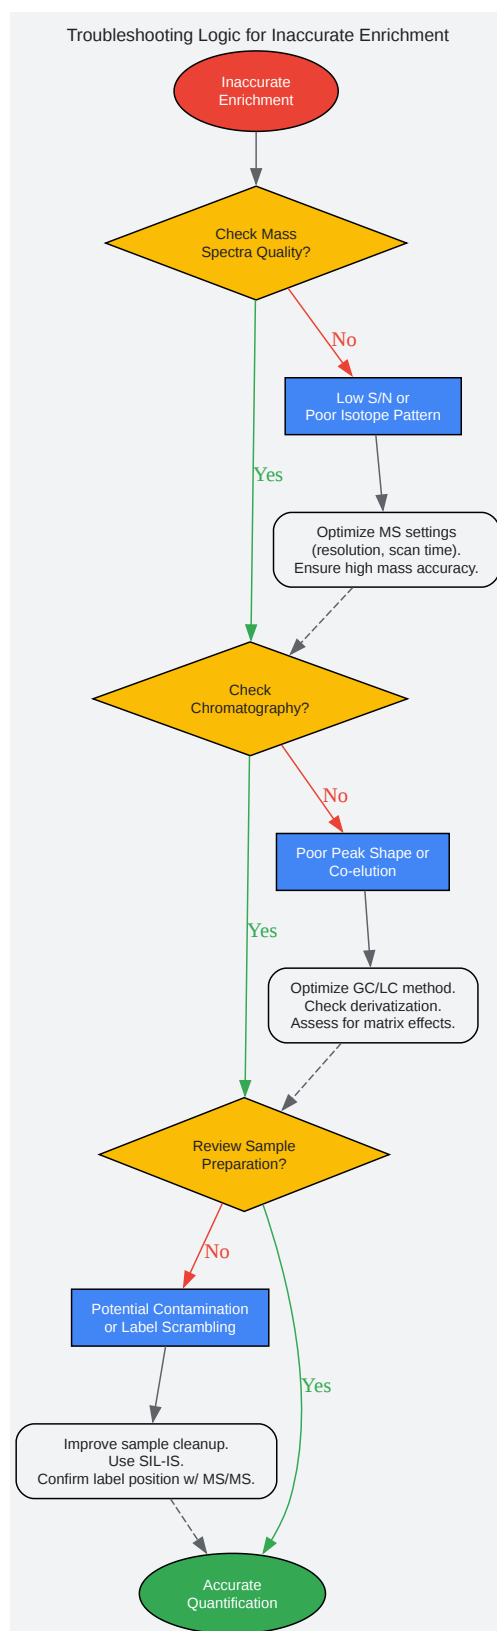 Troubleshooting Logic for Inaccurate Enrichment
Inaccurate
Enrichment
Check Mass
Spectra Quality?
No
Low S/N or
Poor Isotope Pattern
Yes
Optimize MS settings
(resolution, scan time).
Ensure high mass accuracy.
Check
Chromatography?
No
Poor Peak Shape or
Co-elution
Yes
Optimize GC/LC method.
Check derivatization.
Assess for matrix effects.
Review Sample
Preparation?
No
Potential Contamination
or Label Scrambling
Yes
Improve sample cleanup.
Use SIL-IS.
Confirm label position w/ MS/MS.
Accurate
Quantification